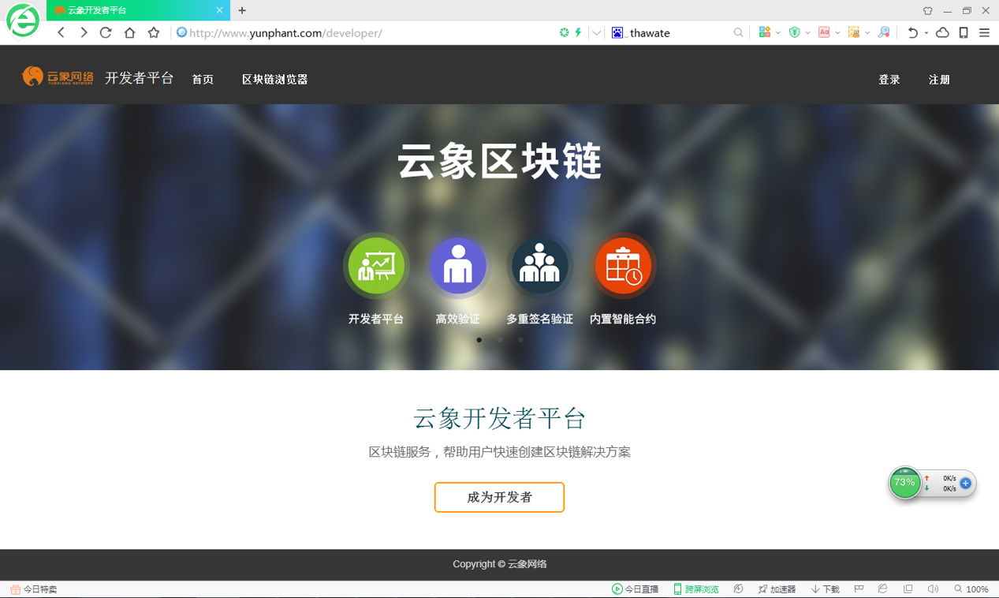 云象开发者平台
http://www.yunphant.com/developer/
thawate
云象网络
YUNXIANG NETWORK
开发者平台 首页 区块链浏览器 登录 注册
云象区块链
开发者平台 高效验证 多重签名验证 内置智能合约
云象开发者平台
区块链服务，帮助用户快速创建区块链解决方案
成为开发者
73% 0K/s
0K/s
Copyright © 云象网络
今日特卖 今日直播 跨屏浏览 加速器 下载 100%